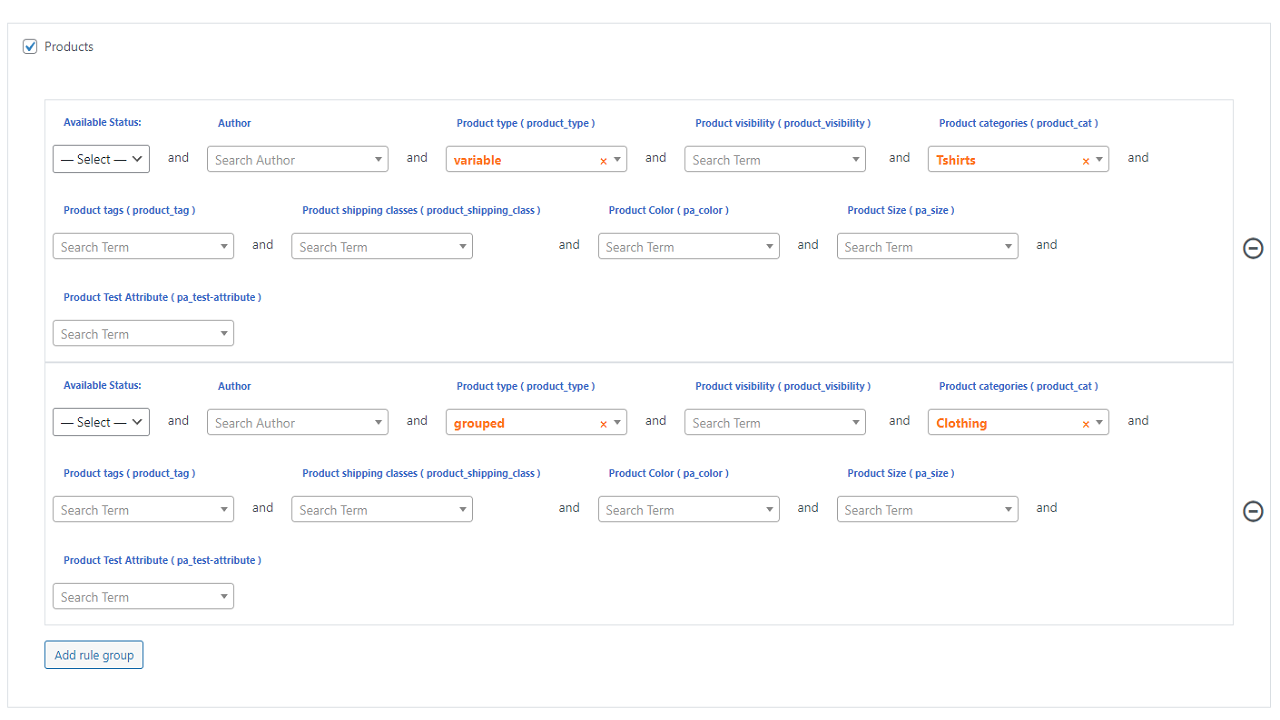 Products
Available Status: Author Product type ( product_type ) Product visibility ( product_visibility ) Product categories ( product_cat )
— Select — and Search Author and variable × and Search Term and Tshirts × and
Product tags ( product_tag ) Product shipping classes ( product_shipping_class ) Product Color ( pa_color ) Product Size ( pa_size )
Search Term and Search Term and Search Term and Search Term and
Product Test Attribute ( pa_test-attribute )
Search Term
Available Status: Author Product type ( product_type ) Product visibility ( product_visibility ) Product categories ( product_cat )
— Select — and Search Author and grouped × and Search Term and Clothing × and
Product tags ( product_tag ) Product shipping classes ( product_shipping_class ) Product Color ( pa_color ) Product Size ( pa_size )
Search Term and Search Term and Search Term and Search Term and
Product Test Attribute ( pa_test-attribute )
Search Term
Add rule group